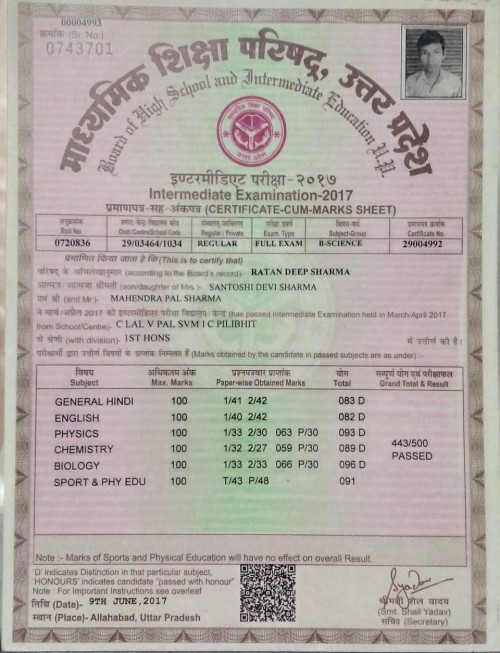 00004993
क्रमांक (Sr. No.)
0743701
माध्यमिक शिक्षा परिषद्, उत्तर प्रदेश
Board of High School and Intermediate Education U.P.
इण्टरमीडिएट परीक्षा-२०१७
Intermediate Examination-2017
प्रमाणपत्र-सह-अंकपत्र (CERTIFICATE-CUM-MARKS SHEET)
अनुक्रमांक जनपद-केन्द्र-विद्यालय कोड संस्थागत/व्यक्तिगत परीक्षा प्रकार विषय-वर्ग प्रमाणपत्र क्रमांक
Roll No. Distt./Centre/School Code Regular / Private Exam. Type Subject-Group Certificate No.
0720836 29/03464/1034 REGULAR FULL EXAM B-SCIENCE 29004992
प्रमाणित किया जाता है कि (This is to certify that)
परिषद के अभिलेखानुसार (according to the Board's record)- RATAN DEEP SHARMA
आत्मज/आत्मजा श्रीमती (son/daughter of Mrs.)- SANTOSHI DEVI SHARMA
एवं श्री (and Mr.)- MAHENDRA PAL SHARMA
ने मार्च/अप्रैल 2017 की इण्टरमीडिएट परीक्षा विद्यालय/केन्द्र (has passed Intermediate Examination held in March/April 2017
from School/Centre)- C LAL V PAL SVM I C PILIBHIT
से श्रेणी (with division)- 1ST HONS में उत्तीर्ण की है।
परीक्षार्थी द्वारा उत्तीर्ण विषयों के प्राप्तांक निम्नवत हैं (Marks obtained by the candidate in passed subjects are as under) :-
विषय अधिकतम अंक प्रश्नपत्रवार प्राप्तांक योग सम्पूर्ण योग एवं परीक्षाफल
Subject Max. Marks Paper-wise Obtained Marks Total Grand Total & Result
GENERAL HINDI 100 1/41 2/42 083 D
ENGLISH 100 1/40 2/42 082 D
PHYSICS 100 1/33 2/30 063 P/30 093 D
443/500
CHEMISTRY 100 1/32 2/27 059 P/30 089 D
PASSED
BIOLOGY 100 1/33 2/33 066 P/30 096 D
SPORT & PHY EDU 100 T/43 P/48 091
Note :- Marks of Sports and Physical Education will have no effect on overall Result.
'D' indicates Distinction in that particular subject,
'HONOURS' indicates candidate "passed with honour"
Note : For Important Instructions see overleaf
तिथि (Date)- 9TH JUNE,2017
स्थान (Place)- Allahabad, Uttar Pradesh
श्रीमती शैल यादव
(Smt. Shail Yadav)
सचिव (Secretary)